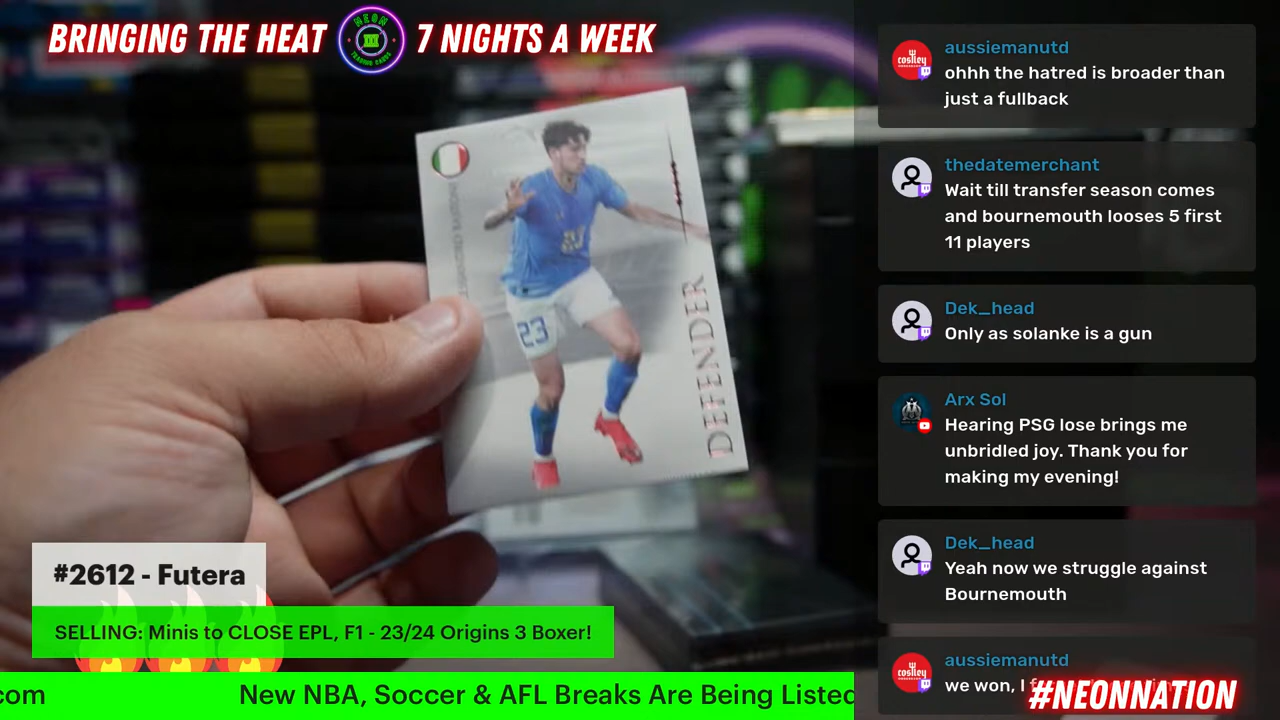 BRINGING THE HEAT
NEON
TRADING CARDS
7 NIGHTS A WEEK
23
DEFENDER
#2612 - Futera
SELLING: Minis to CLOSE EPL, F1 - 23/24 Origins 3 Boxer!
com
New NBA, Soccer & AFL Breaks Are Being Listed
aussiemanutd
ohhh the hatred is broader than
just a fullback
thedatemerchant
Wait till transfer season comes
and bournemouth looses 5 first
11 players
Dek_head
Only as solanke is a gun
Arx Sol
Hearing PSG lose brings me
unbridled joy. Thank you for
making my evening!
Dek_head
Yeah now we struggle against
Bournemouth
aussiemanutd
we won, I
#NEONNATION